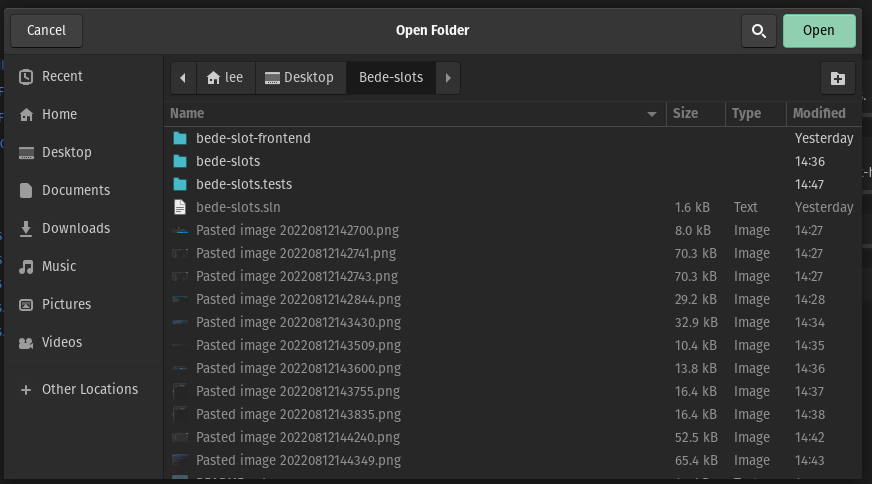 Cancel Open Folder Open
Recent
Home
Desktop
Documents
Downloads
Music
Pictures
Videos
Other Locations
lee Desktop Bede-slots
Name Size Type Modified
bede-slot-frontend Yesterday
bede-slots 14:36
bede-slots.tests 14:47
bede-slots.sln 1.6 kB Text Yesterday
Pasted image 20220812142700.png 8.0 kB Image 14:27
Pasted image 20220812142741.png 70.3 kB Image 14:27
Pasted image 20220812142743.png 70.3 kB Image 14:27
Pasted image 20220812142844.png 29.2 kB Image 14:28
Pasted image 20220812143430.png 32.9 kB Image 14:34
Pasted image 20220812143509.png 10.4 kB Image 14:35
Pasted image 20220812143600.png 13.8 kB Image 14:36
Pasted image 20220812143755.png 16.4 kB Image 14:37
Pasted image 20220812143835.png 16.4 kB Image 14:38
Pasted image 20220812144240.png 52.5 kB Image 14:42
Pasted image 20220812144349.png 65.4 kB Image 14:43